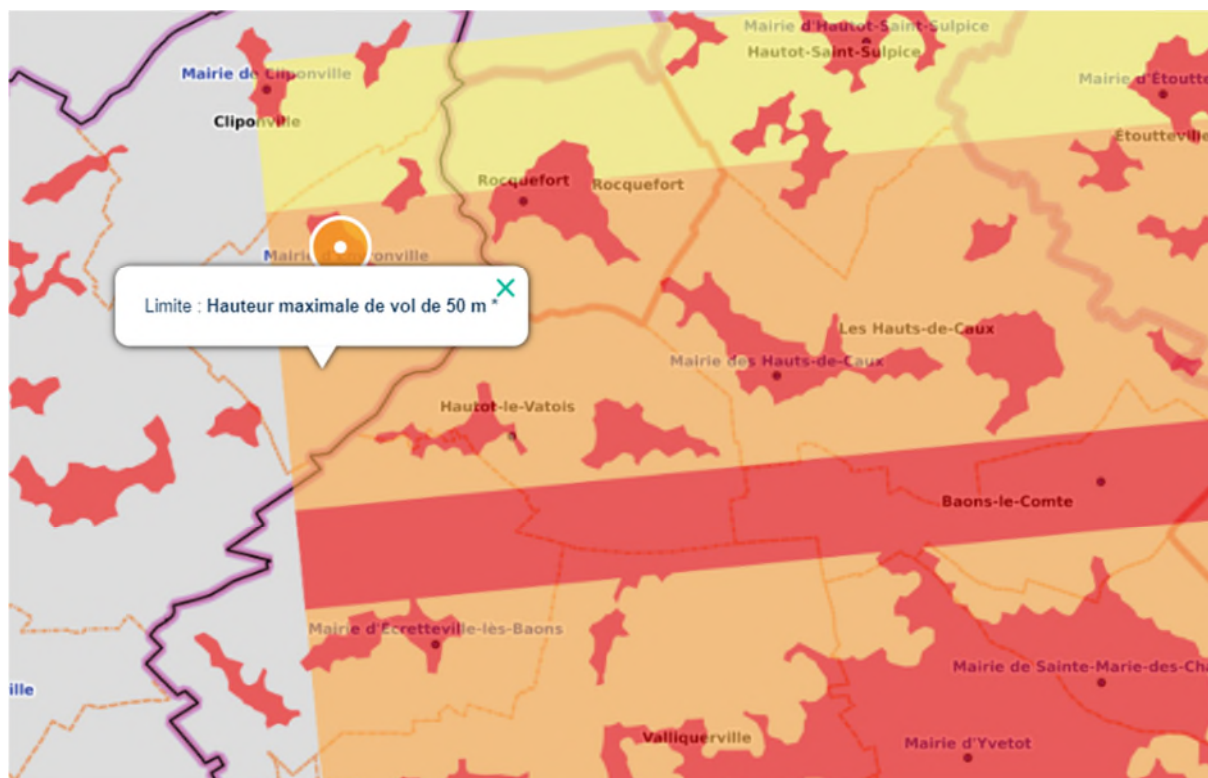 Mairie d'Hautot-Saint-Sulpice
Hautot-Saint-Sulpice
Mairie de Cliponville
Mairie d'Étoutte
Cliponville
Étoutteville
Rocquefort
Rocquefort
Limite : Hauteur maximale de vol de 50 m *
Les Hauts-de-Caux
Mairie des Hauts-de-Caux
Hautot-le-Vatois
Baons-le-Comte
Mairie d'Écretteville-lès-Baons
Mairie de Sainte-Marie-des-Cha
ille
Valliquerville
Mairie d'Yvetot